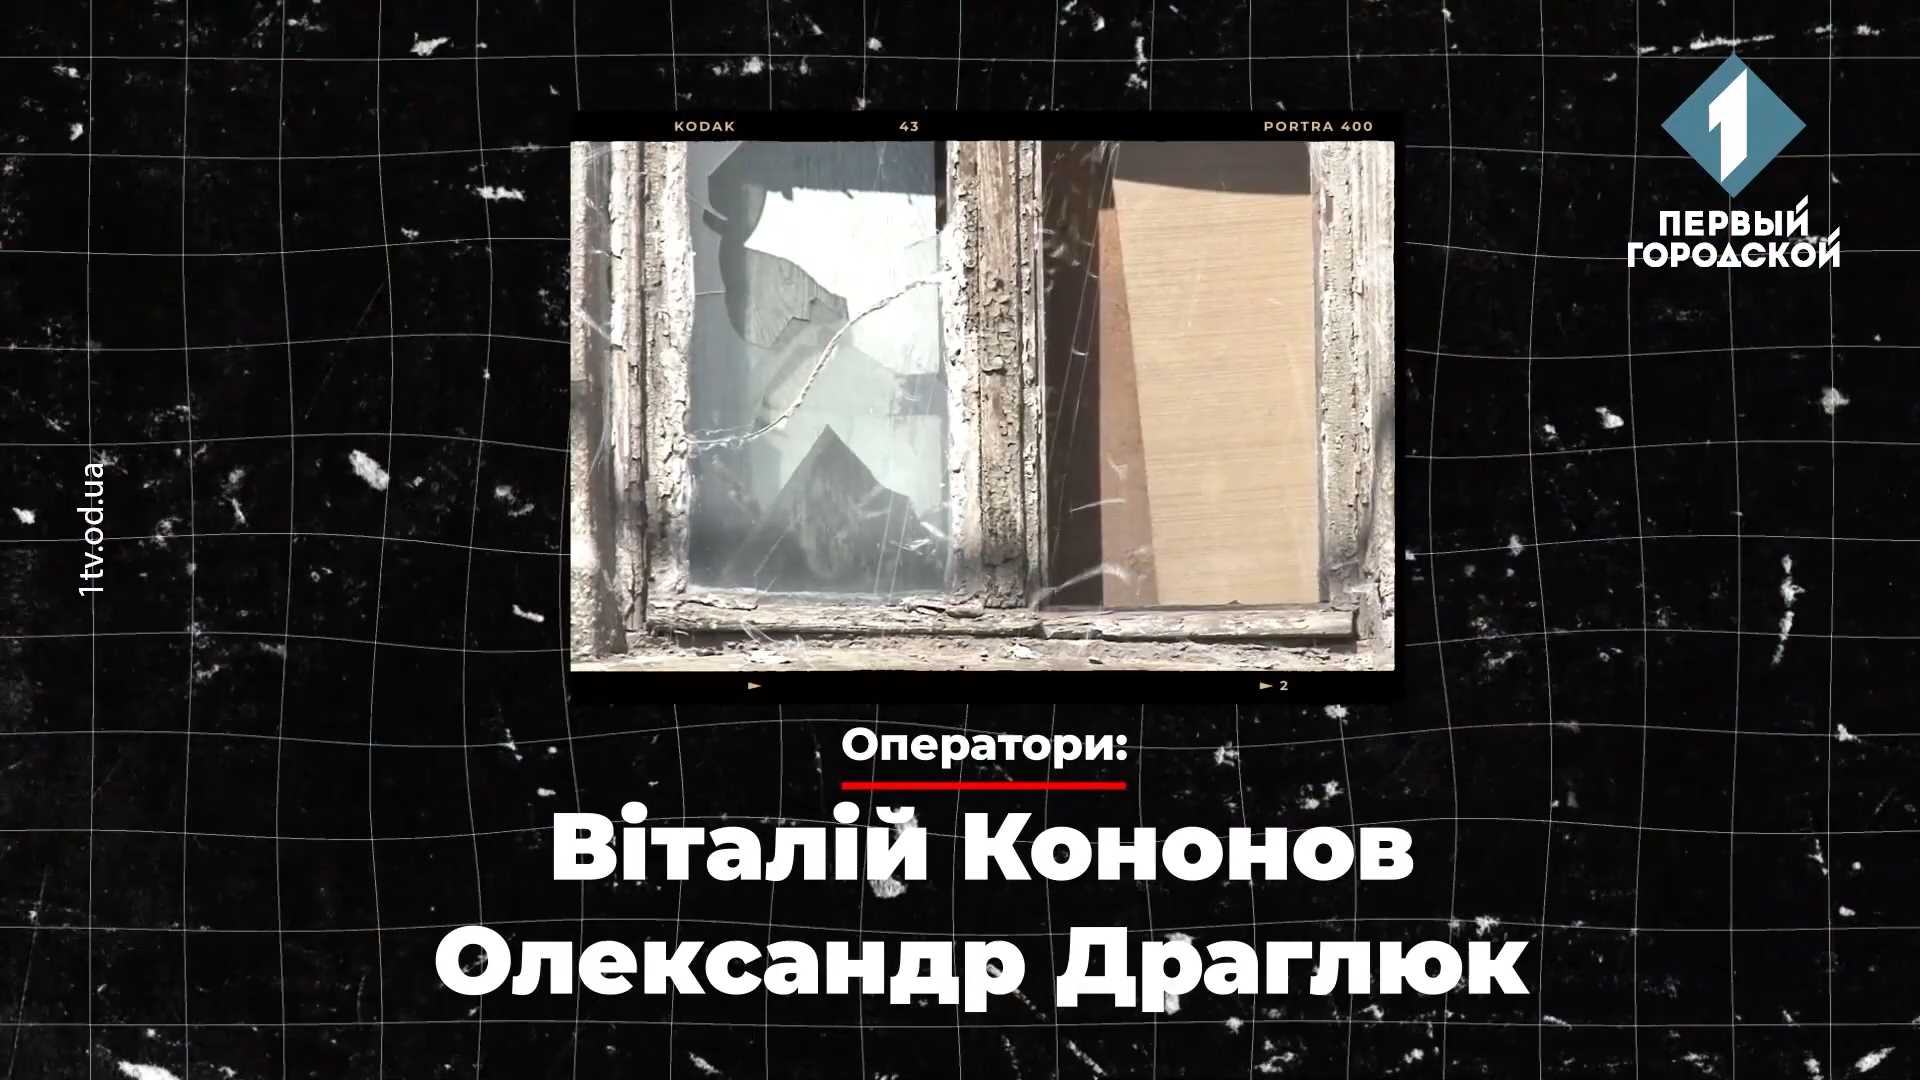 KODAK 43 PORTRA 400
ПЕРВЫЙ
ГОРОДСКОЙ
1tv.od.ua
2
Оператори:
Віталій Кононов
Олександр Драглюк